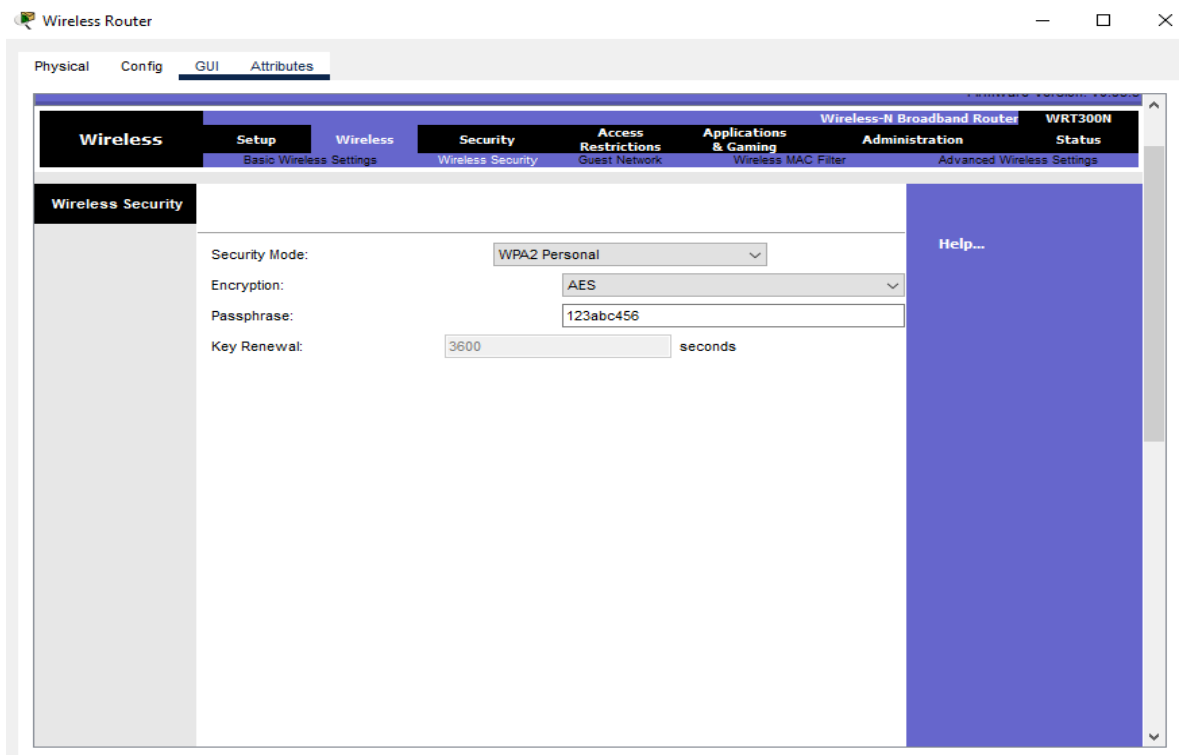 Wireless Router
Physical Config GUI Attributes
Wireless-N Broadband Router WRT300N
Wireless Setup Wireless Security Access Restrictions Applications & Gaming Administration Status
Basic Wireless Settings Wireless Security Guest Network Wireless MAC Filter Advanced Wireless Settings
Wireless Security
Help...
Security Mode: WPA2 Personal
Encryption: AES
Passphrase: 123abc456
Key Renewal: 3600 seconds